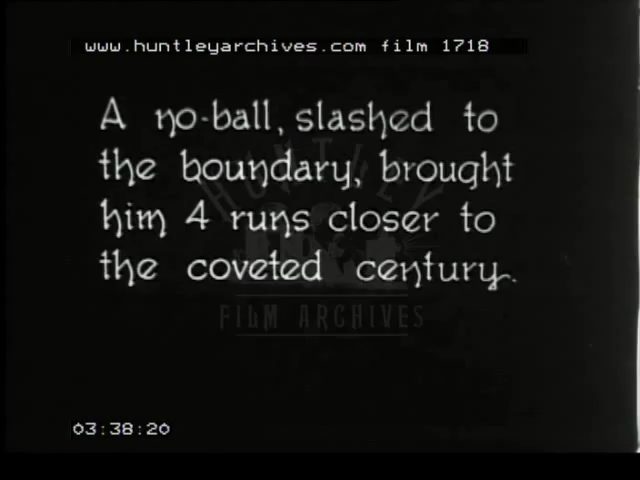 www.huntleyarchives.com film 1718
A no-ball, slashed to
the boundary, brought
him 4 runs closer to
the coveted century.
HUNTLEY
FILM ARCHIVES
03:38:20